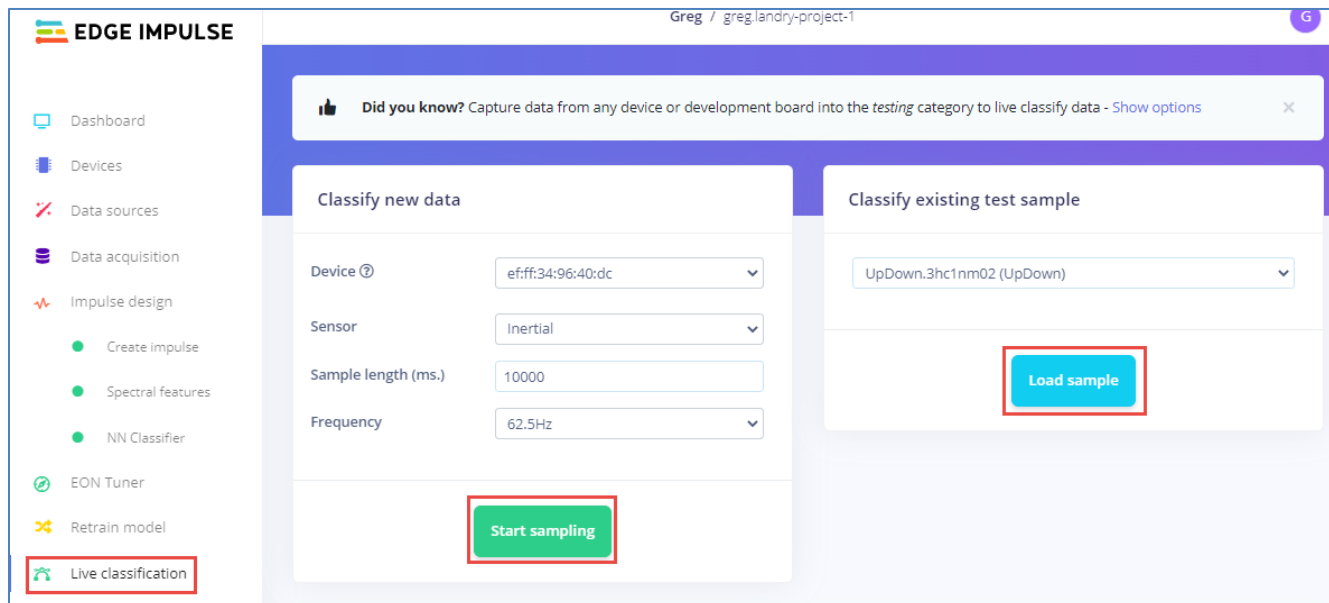 EDGE IMPULSE
Greg / greg.landry-project-1
G
Dashboard
Devices
Data sources
Data acquisition
Impulse design
Create impulse
Spectral features
NN Classifier
EON Tuner
Retrain model
Live classification
Did you know? Capture data from any device or development board into the testing category to live classify data - Show options ×
Classify new data
Device ?
ef:ff:34:96:40:dc
Sensor
Inertial
Sample length (ms.)
10000
Frequency
62.5Hz
Start sampling
Classify existing test sample
UpDown.3hc1nm02 (UpDown)
Load sample